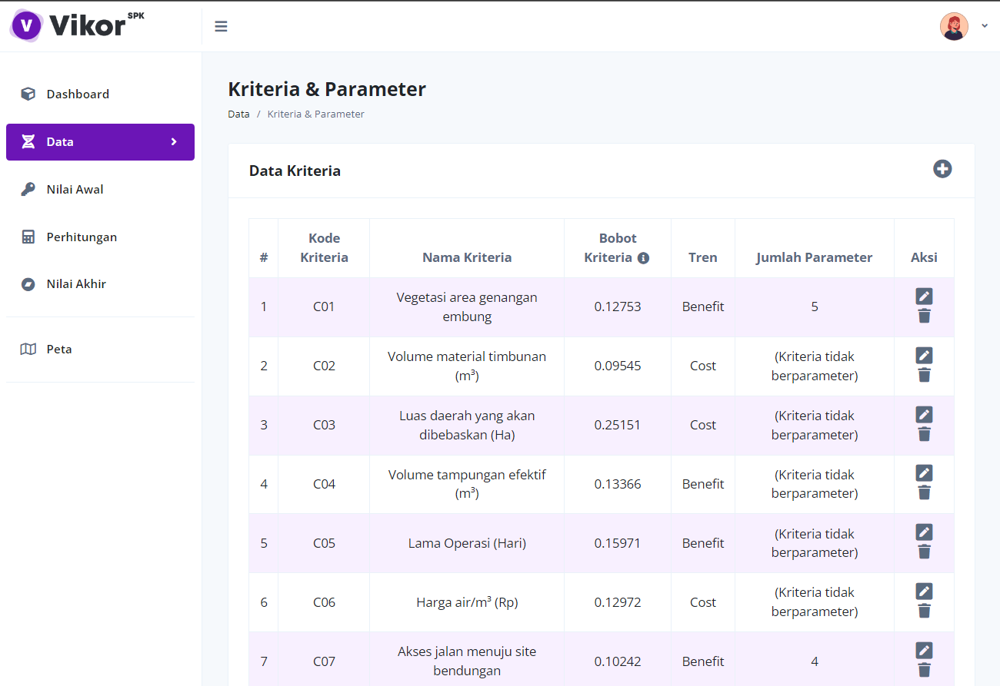 V Vikor SPK
Dashboard
Data
Nilai Awal
Perhitungan
Nilai Akhir
Peta
Kriteria & Parameter
Data / Kriteria & Parameter
Data Kriteria
# Kode Kriteria Nama Kriteria Bobot Kriteria Tren Jumlah Parameter Aksi
1 C01 Vegetasi area genangan embung 0.12753 Benefit 5
2 C02 Volume material timbunan (m³) 0.09545 Cost (Kriteria tidak berparameter)
3 C03 Luas daerah yang akan dibebaskan (Ha) 0.25151 Cost (Kriteria tidak berparameter)
4 C04 Volume tampungan efektif (m³) 0.13366 Benefit (Kriteria tidak berparameter)
5 C05 Lama Operasi (Hari) 0.15971 Benefit (Kriteria tidak berparameter)
6 C06 Harga air/m³ (Rp) 0.12972 Cost (Kriteria tidak berparameter)
7 C07 Akses jalan menuju site bendungan 0.10242 Benefit 4